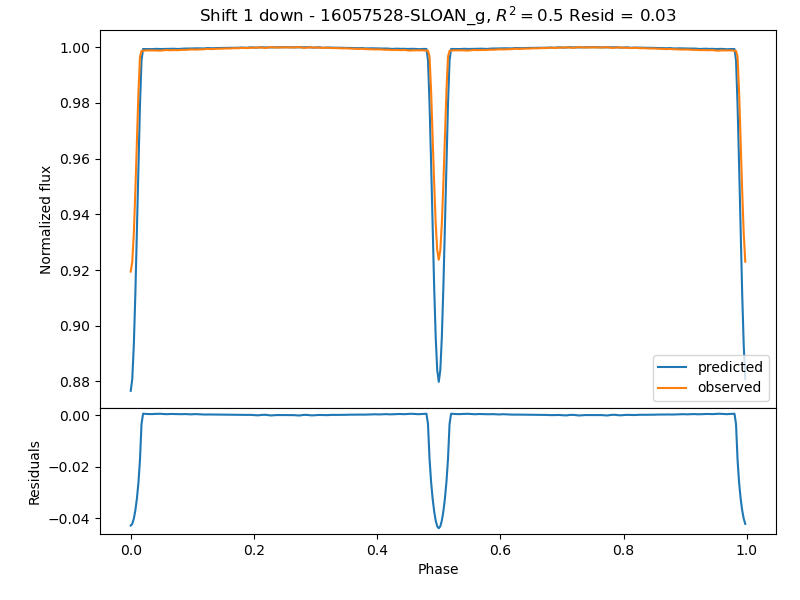 Shift 1 down - 16057528-SLOAN_g, R² = 0.5 Resid = 0.03
1.00
0.98
0.96
0.94
0.92
0.90
0.88
Normalized flux
predicted
observed
0.00
−0.02
−0.04
Residuals
0.0
0.2
0.4
0.6
0.8
1.0
Phase